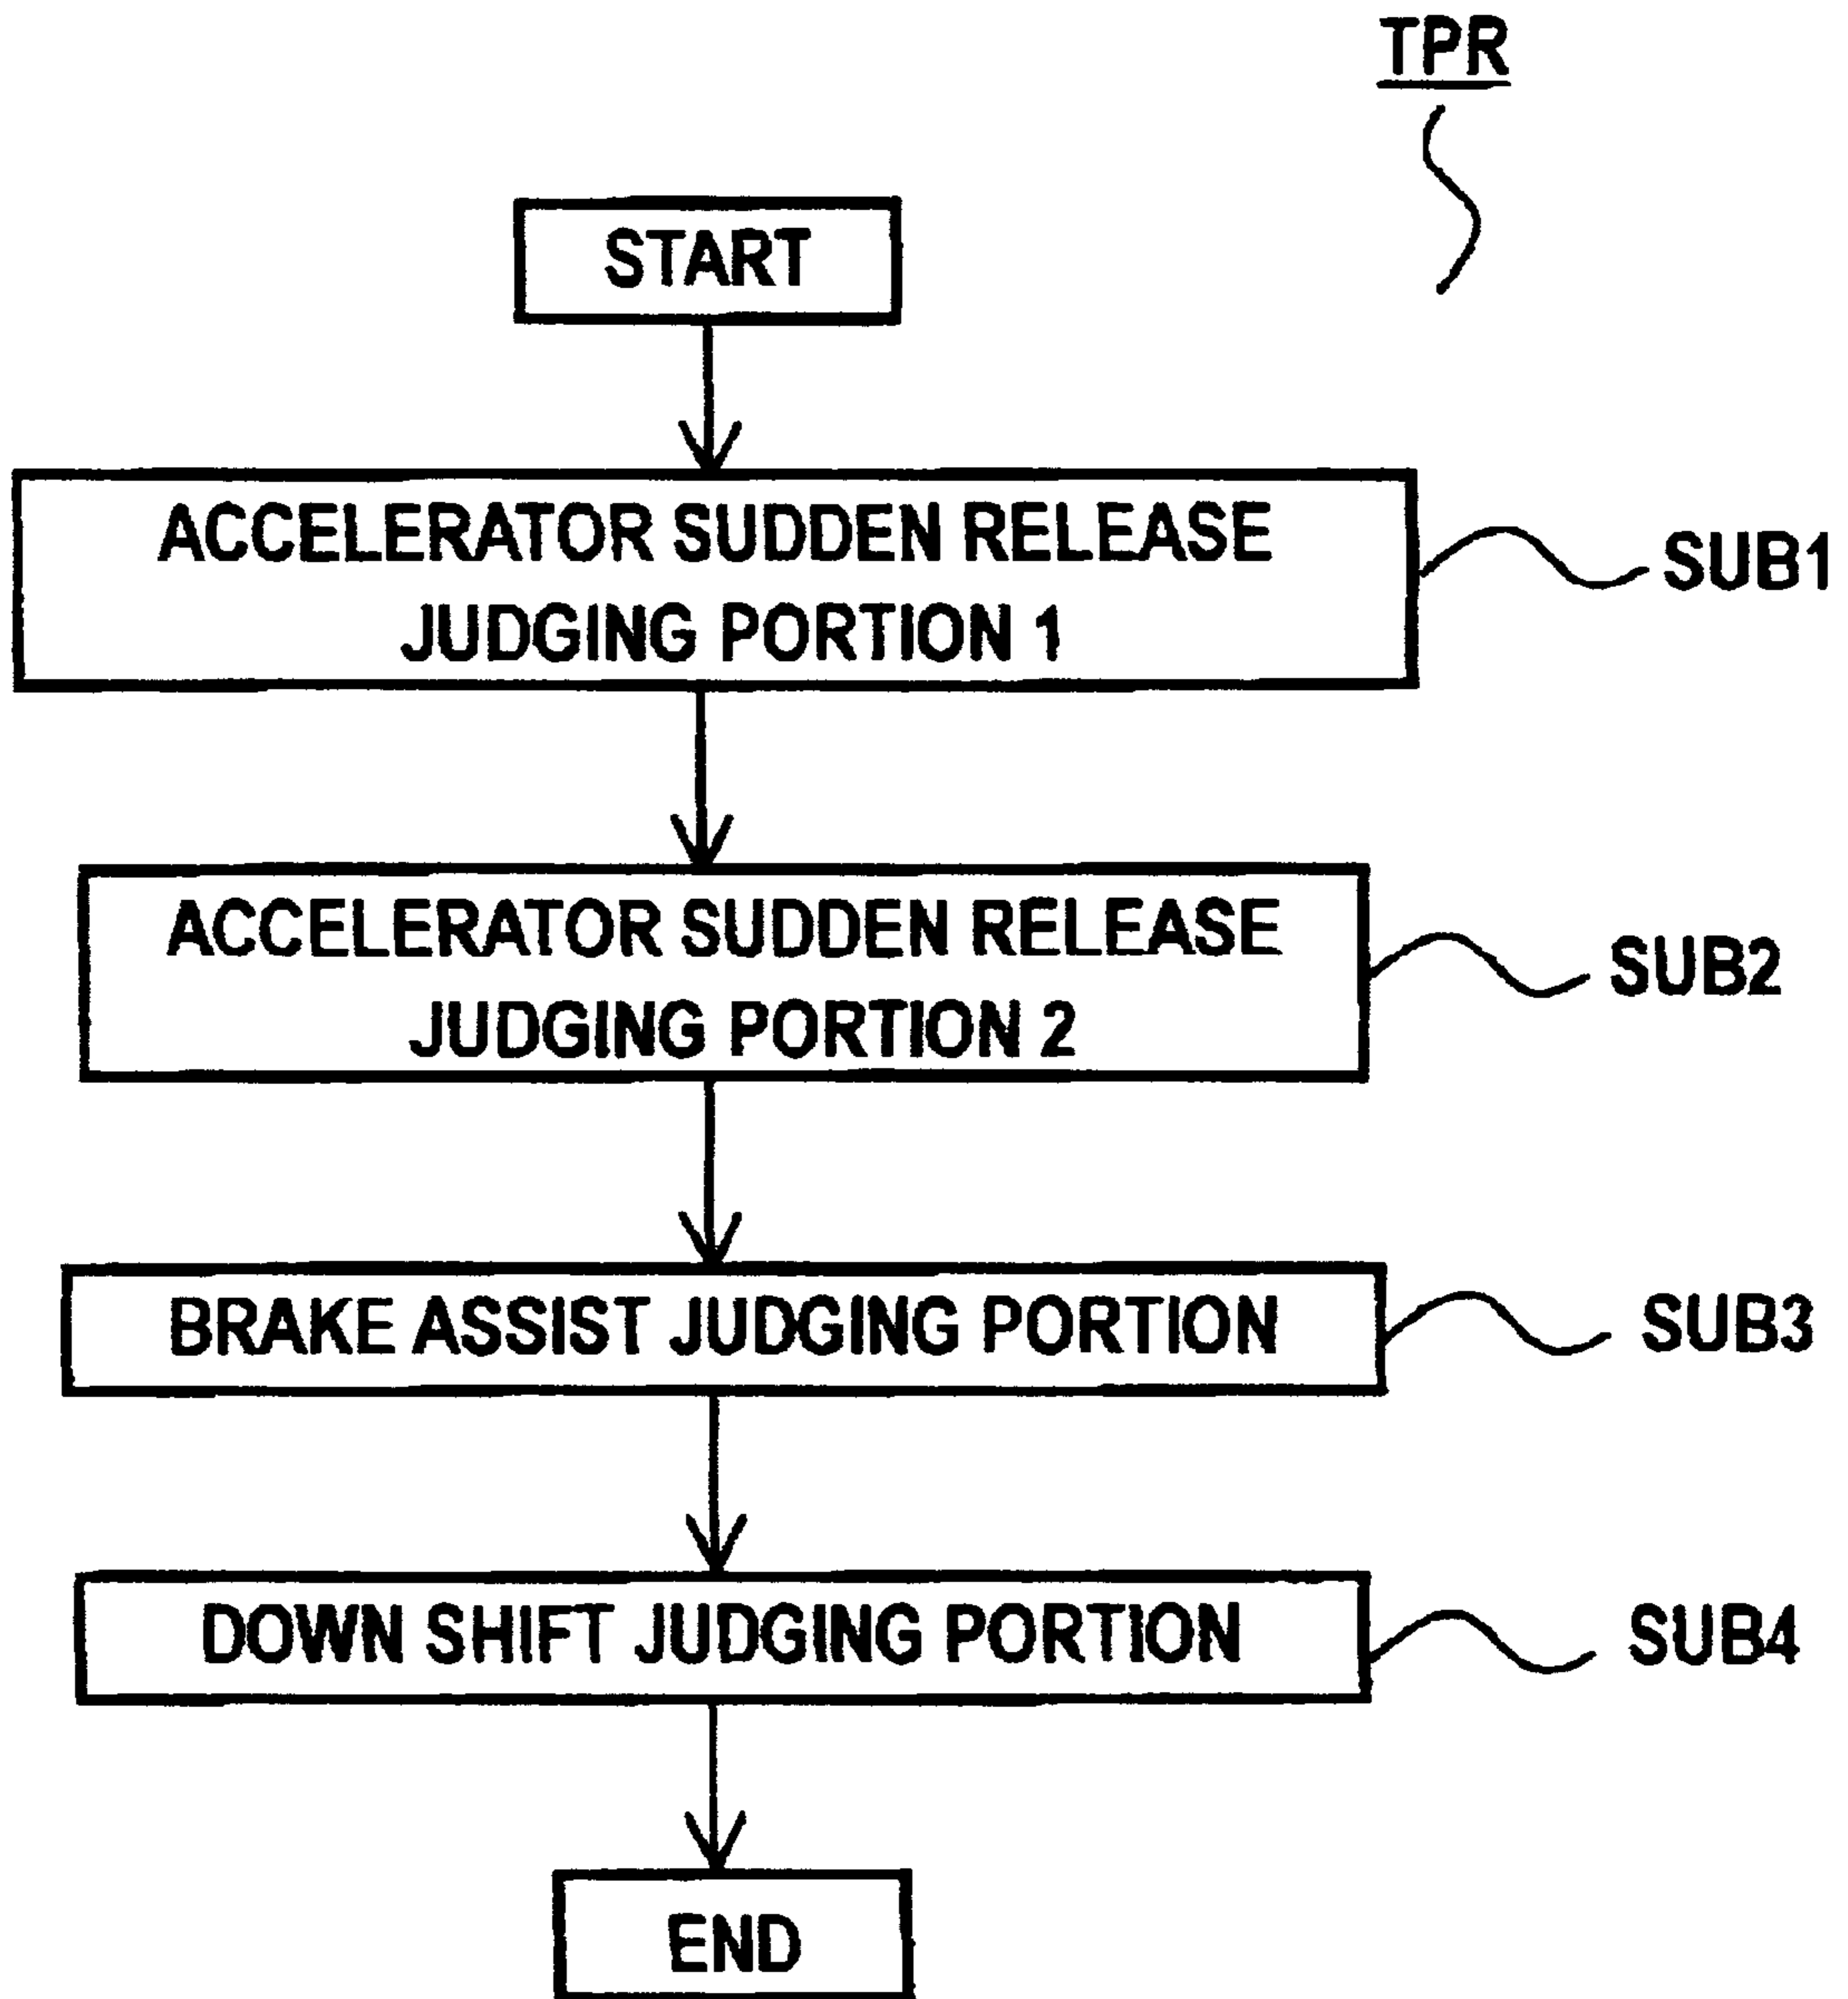 TPR
START
ACCELERATOR SUDDEN RELEASE
JUDGING PORTION 1
SUB1
ACCELERATOR SUDDEN RELEASE
JUDGING PORTION 2
SUB2
BRAKE ASSIST JUDGING PORTION
SUB3
DOWN SHIFT JUDGING PORTION
SUB4
END